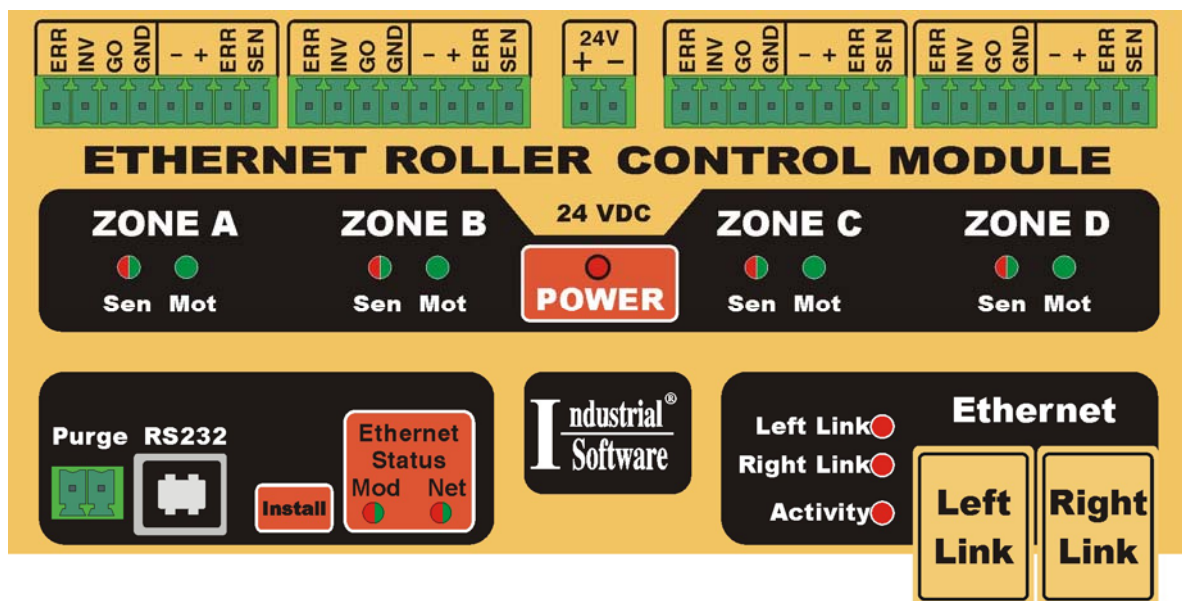 ERR INV GO GND - + ERR SEN
ERR INV GO GND - + ERR SEN
24V
+ -
ERR INV GO GND - + ERR SEN
ERR INV GO GND - + ERR SEN
ETHERNET ROLLER CONTROL MODULE
ZONE A
Sen Mot
ZONE B
Sen Mot
24 VDC
POWER
ZONE C
Sen Mot
ZONE D
Sen Mot
Purge RS232
Install
Ethernet
Status
Mod Net
Industrial®
Software
Left Link
Right Link
Activity
Ethernet
Left
Link
Right
Link